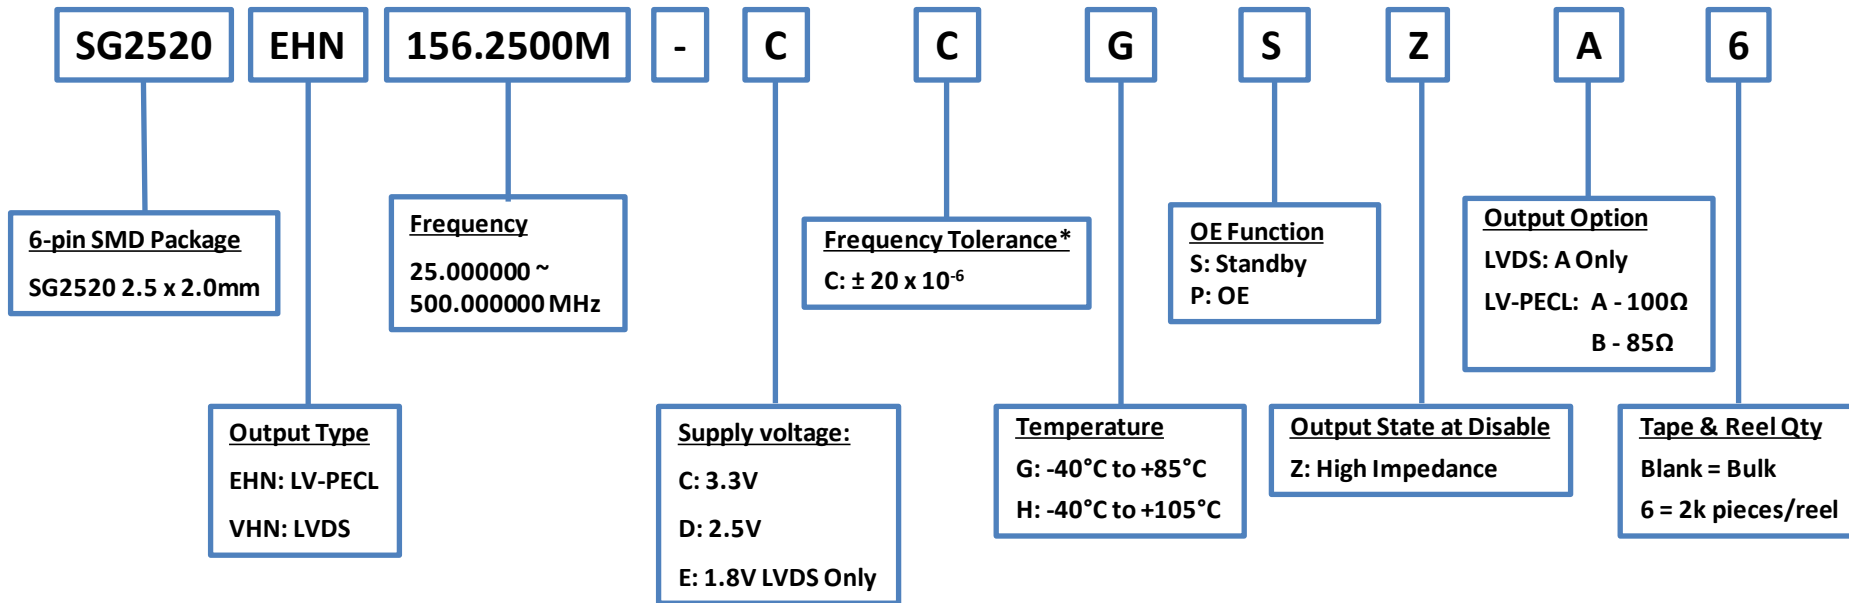 SG2520 EHN 156.2500M - C C G S Z A 6
6-pin SMD Package
SG2520 2.5 x 2.0mm
Frequency
25.000000 ~
500.000000 MHz
Frequency Tolerance*
C: ± 20 x 10⁻⁶
OE Function
S: Standby
P: OE
Output Option
LVDS: A Only
LV-PECL: A - 100Ω
B - 85Ω
Output Type
EHN: LV-PECL
VHN: LVDS
Supply voltage:
C: 3.3V
D: 2.5V
E: 1.8V LVDS Only
Temperature
G: -40°C to +85°C
H: -40°C to +105°C
Output State at Disable
Z: High Impedance
Tape & Reel Qty
Blank = Bulk
6 = 2k pieces/reel